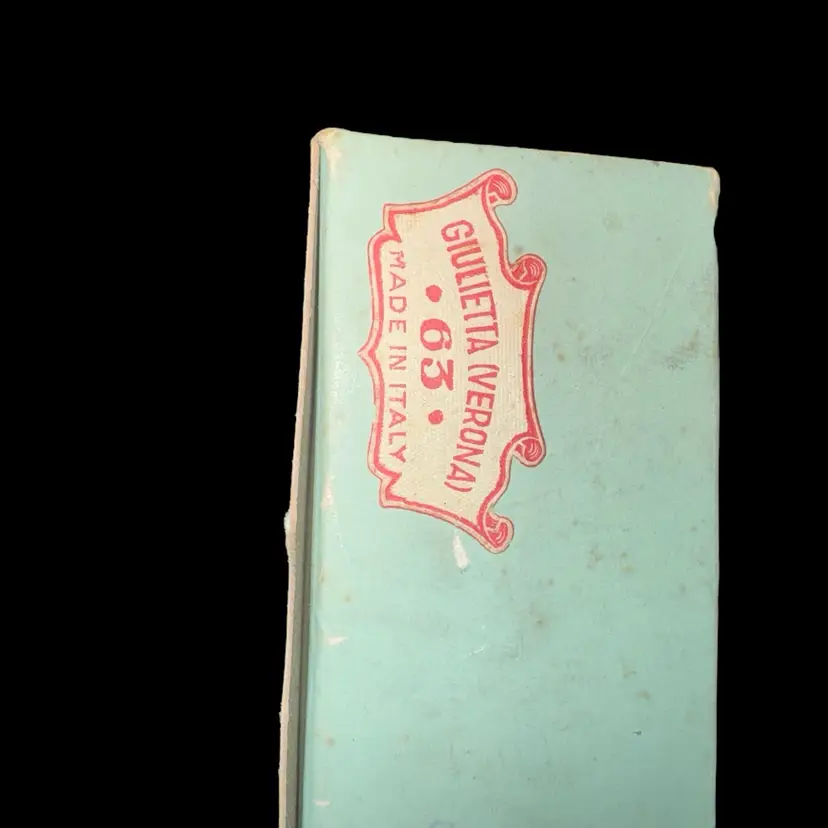 GIULIETTA (VERONA)
• 63 •
MADE IN ITALY